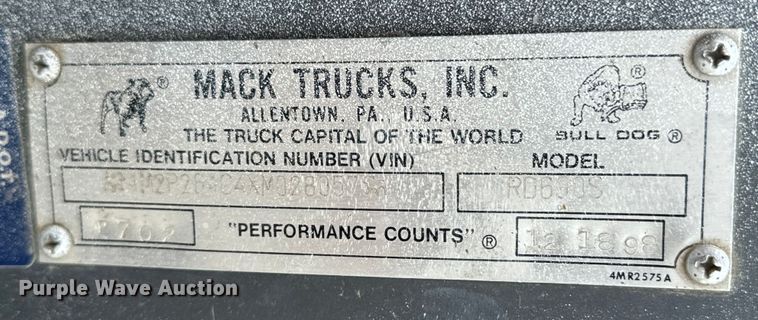 MACK TRUCKS, INC.
ALLENTOWN, PA., U.S.A.
THE TRUCK CAPITAL OF THE WORLD
BULL DOG ®
VEHICLE IDENTIFICATION NUMBER (VIN)
MODEL
RD690S
"PERFORMANCE COUNTS" ®
12 18 98
4MR2575A
Purple Wave Auction